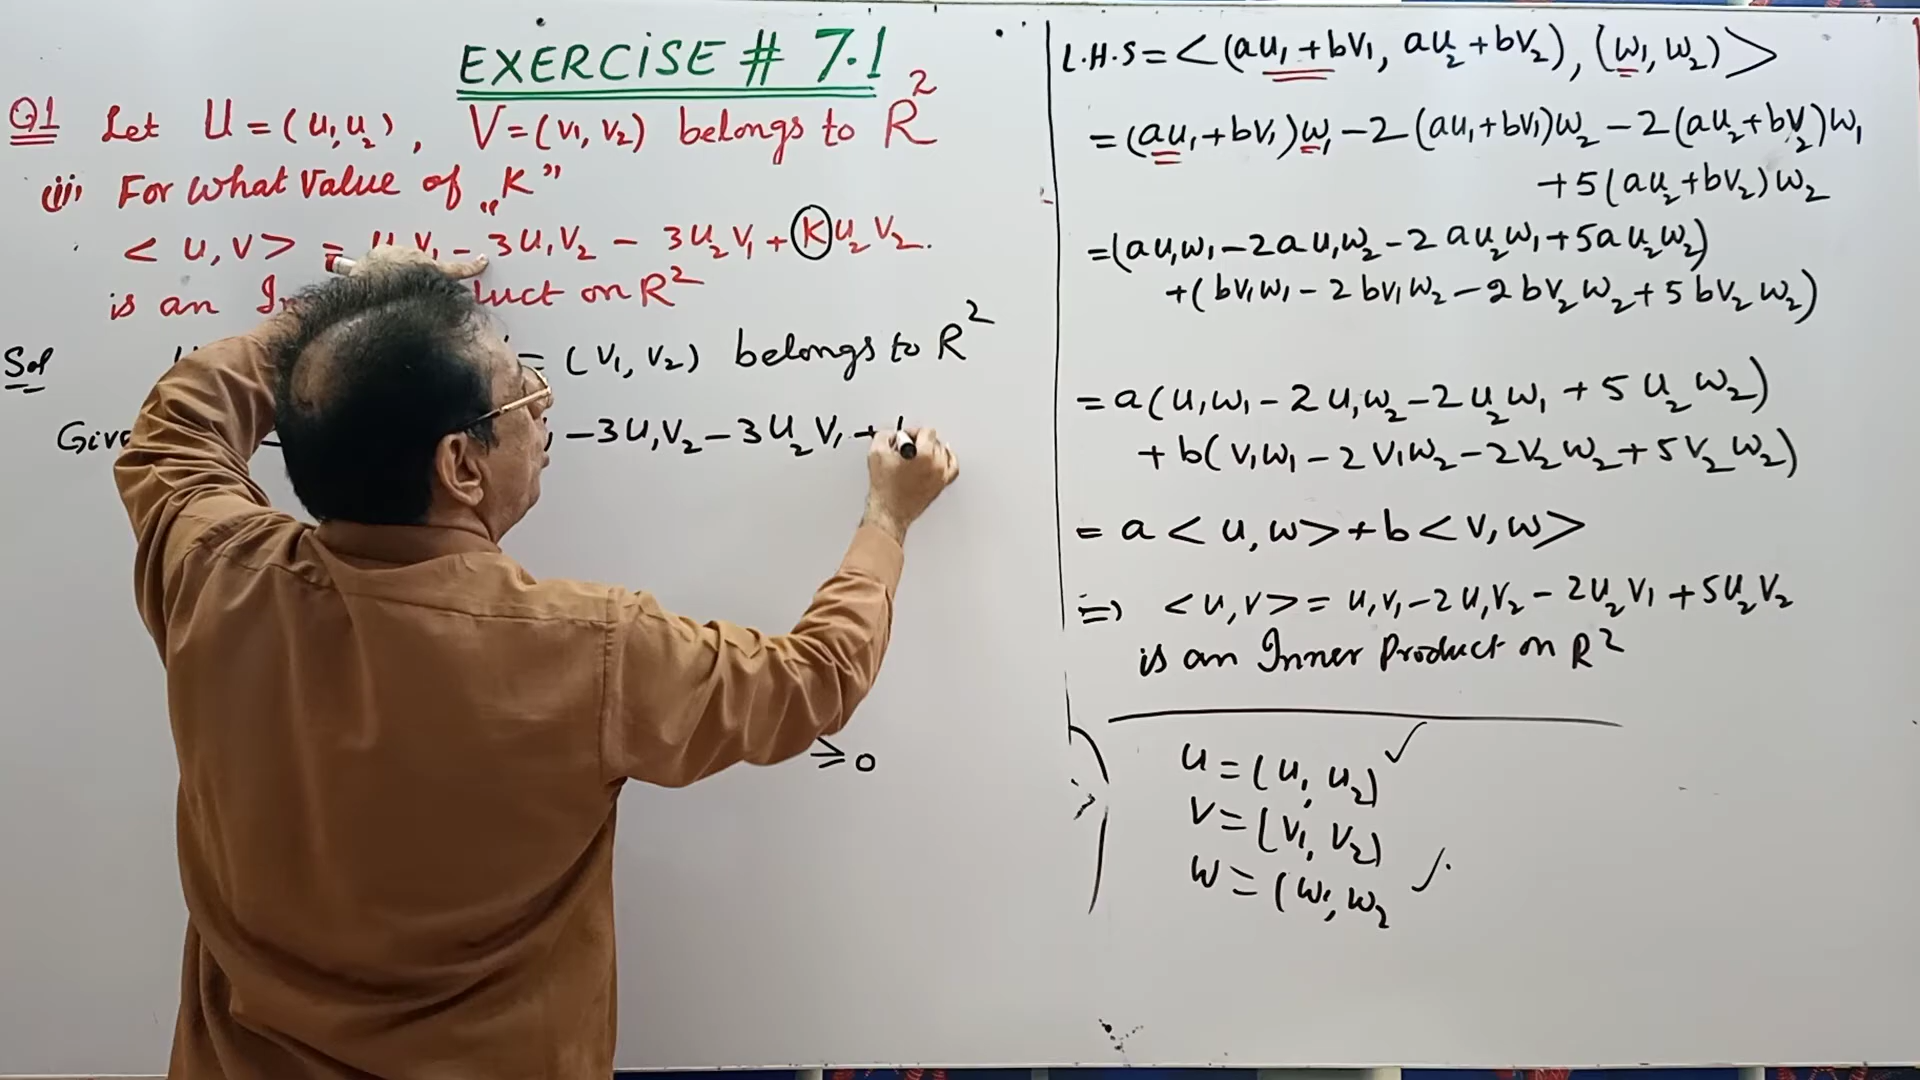 EXERCISE # 7.1
Q1 Let U = (u₁, u₂), V = (v₁, v₂) belongs to R²
(ii) For what Value of "K"
< u, v > = u₁v₁ - 3u₁v₂ - 3u₂v₁ + K u₂v₂.
is an In duct on R²
Sol = (v₁, v₂) belongs to R²
Give - 3u₁v₂ - 3u₂v₁ +
≥ 0
L.H.S = < (au₁ + bv₁, au₂ + bv₂), (w₁, w₂) >
= (au₁ + bv₁)w₁ - 2(au₁ + bv₁)w₂ - 2(au₂ + bv₂)w₁
+ 5(au₂ + bv₂)w₂
= (au₁w₁ - 2au₁w₂ - 2au₂w₁ + 5au₂w₂)
+ (bv₁w₁ - 2bv₁w₂ - 2bv₂w₂ + 5bv₂w₂)
= a(u₁w₁ - 2u₁w₂ - 2u₂w₁ + 5u₂w₂)
+ b(v₁w₁ - 2v₁w₂ - 2v₂w₂ + 5v₂w₂)
= a < u, w > + b < v, w >
⇒ < u, v > = u₁v₁ - 2u₁v₂ - 2u₂v₁ + 5u₂v₂
is an Inner Product on R²
u = (u₁, u₂) ✓
v = (v₁, v₂)
w = (w₁, w₂